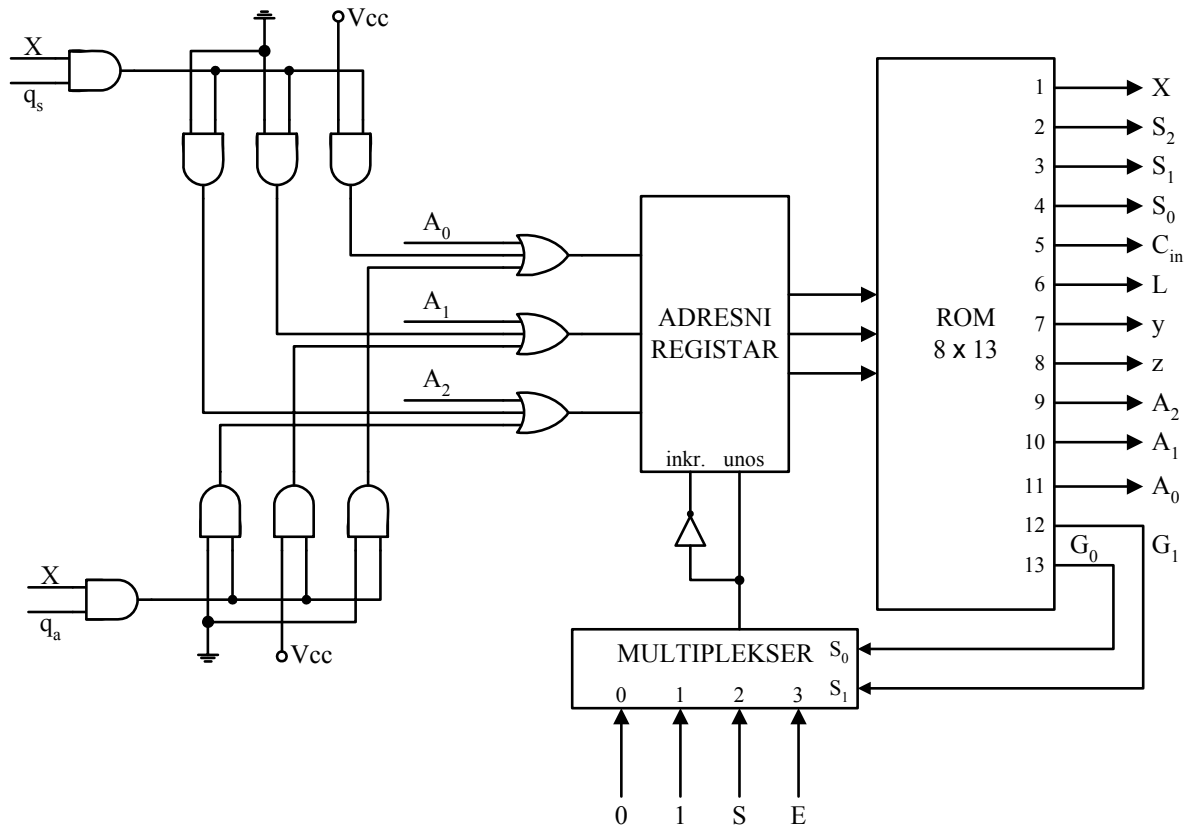 X
q_s
Vcc
A_0
A_1
A_2
X
q_a
Vcc
ADRESNI
REGISTAR
inkr. unos
ROM
8 x 13
1 X
2 S_2
3 S_1
4 S_0
5 C_in
6 L
7 y
8 z
9 A_2
10 A_1
11 A_0
12 G_1
13 G_0
MULTIPLEKSER S_0
S_1
0 1 2 3
0 1 S E